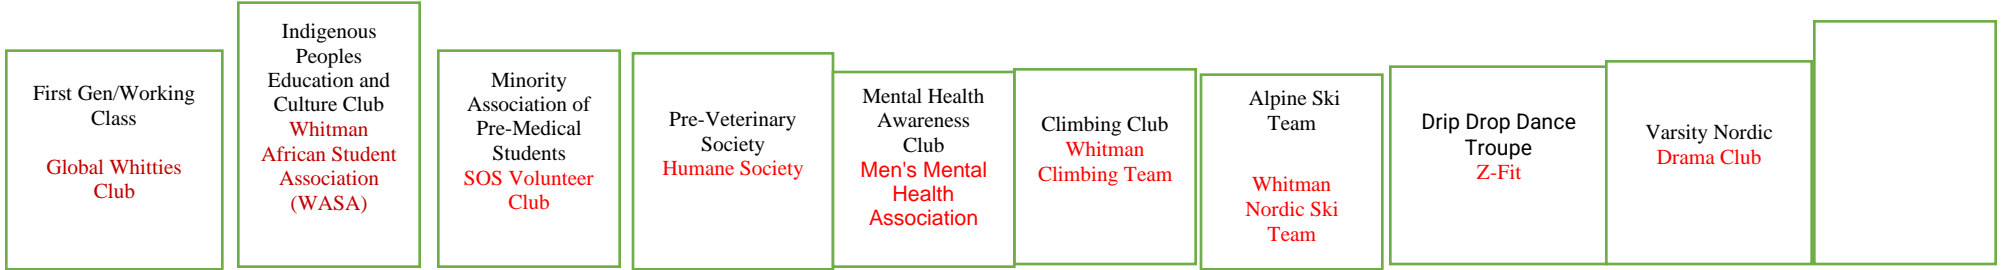 First Gen/Working
Class
Global Whitties
Club
Indigenous
Peoples
Education and
Culture Club
Whitman
African Student
Association
(WASA)
Minority
Association of
Pre-Medical
Students
SOS Volunteer
Club
Pre-Veterinary
Society
Humane Society
Mental Health
Awareness
Club
Men's Mental
Health
Association
Climbing Club
Whitman
Climbing Team
Alpine Ski
Team
Whitman
Nordic Ski
Team
Drip Drop Dance
Troupe
Z-Fit
Varsity Nordic
Drama Club